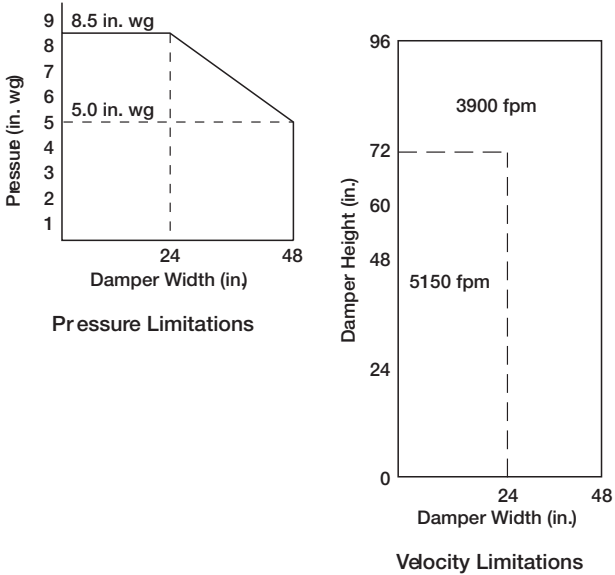 9
8.5 in. wg
8
7
6
5.0 in. wg
5
4
3
2
1
Pressue (in. wg)
24
48
Damper Width (in.)
Pressure Limitations
96
3900 fpm
72
60
48
5150 fpm
24
0
Damper Height (in.)
24
48
Damper Width (in.)
Velocity Limitations